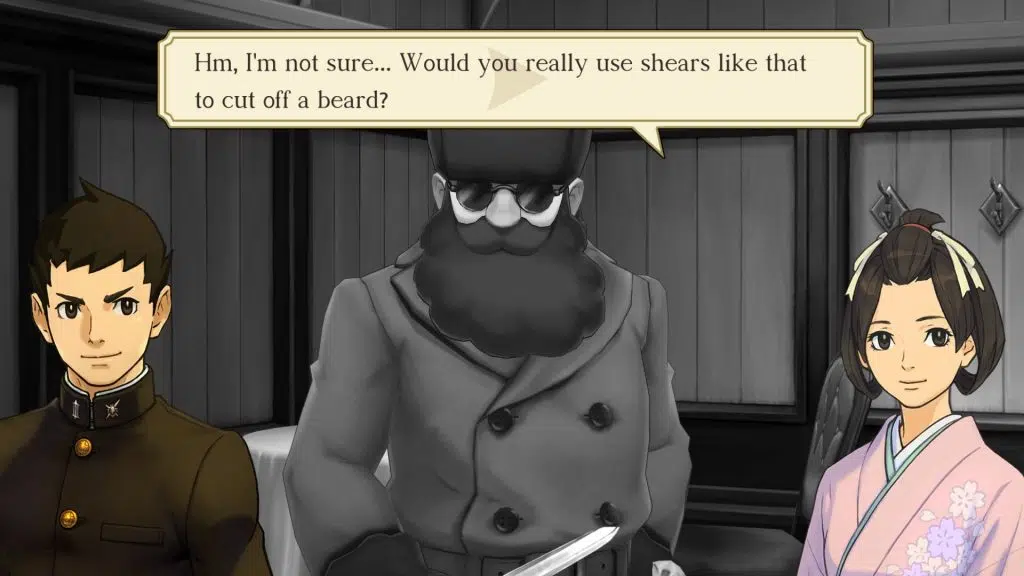 Hm, I'm not sure... Would you really use shears like that
to cut off a beard?